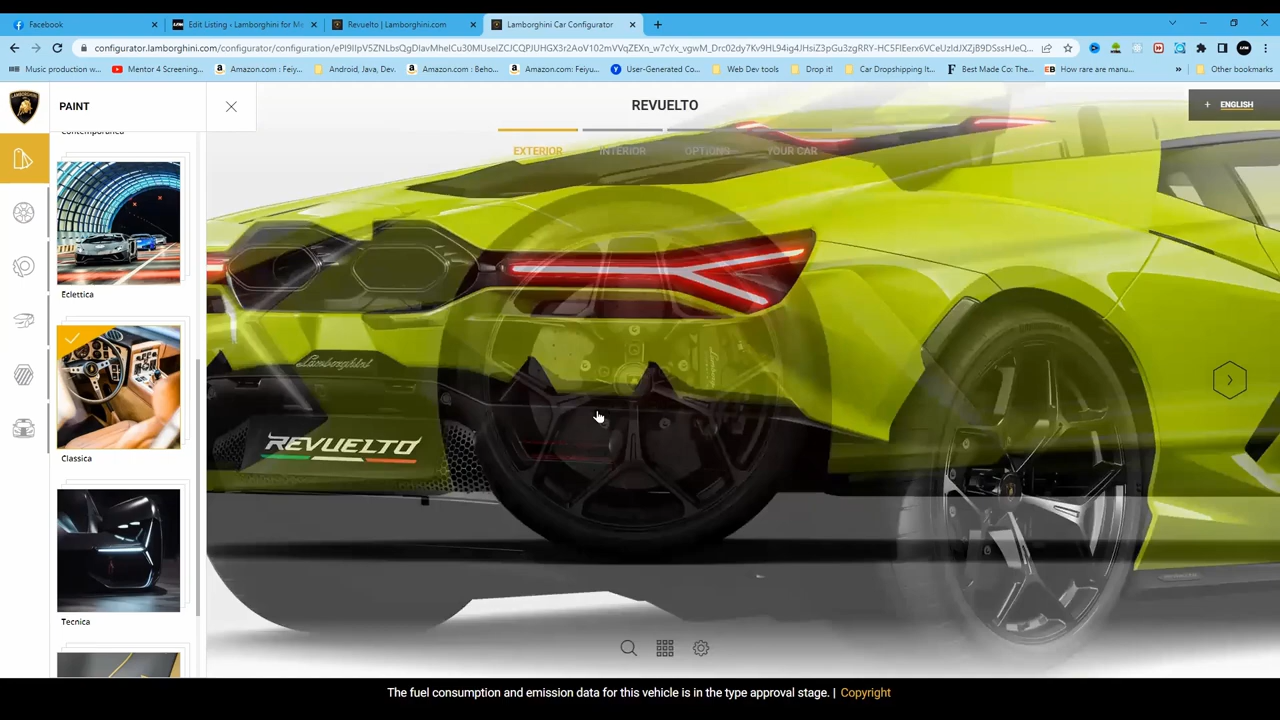 Facebook
Edit Listing ‹ Lamborghini for Me
Revuelto | Lamborghini.com
Lamborghini Car Configurator
Music production w...
Mentor 4 Screening...
Amazon.com : Feiyu...
Android, Java, Dev.
Amazon.com : Beho...
Amazon.com: Feiyu...
User-Generated Co...
Web Dev tools
Drop it!
Car Dropshipping It...
Best Made Co: The...
How rare are manu...
Other bookmarks
PAINT
REVUELTO
ENGLISH
EXTERIOR
INTERIOR
OPTIONS
YOUR CAR
Contemporanea
Eclettica
Classica
Tecnica
Lamborghini
REVUELTO
The fuel consumption and emission data for this vehicle is in the type approval stage. | Copyright